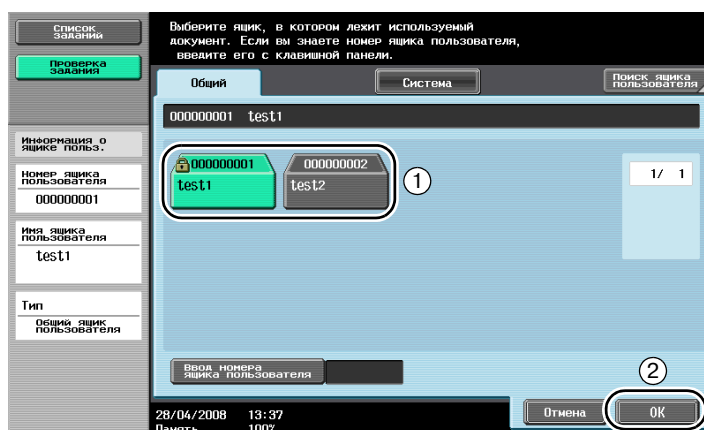 Список
заданий
Проверка
задания
Выберите ящик, в котором лежит используемый
документ. Если вы знаете номер ящика пользователя,
введите его с клавишной панели.
Общий
Система
Поиск ящика
пользователя
000000001 test1
Информация о
ящике польз.
Номер ящика
пользователя
000000001
Имя ящика
пользователя
test1
Тип
Общий ящик
пользователя
000000001
test1
000000002
test2
1
1/ 1
Ввод номера
ящика пользователя
2
Отмена
OK
28/04/2008 13:37
Память 100%